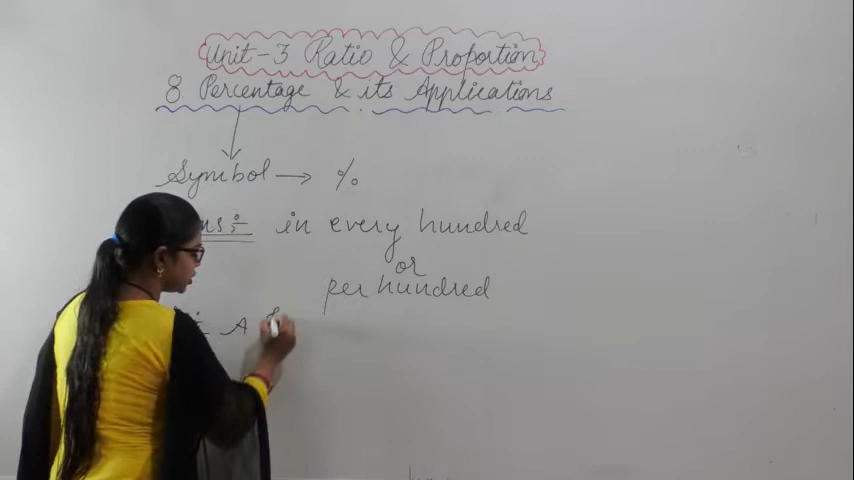 Unit-3 Ratio & Proportion
8. Percentage & its Applications
Symbol → %
in every hundred
or
per hundred
A